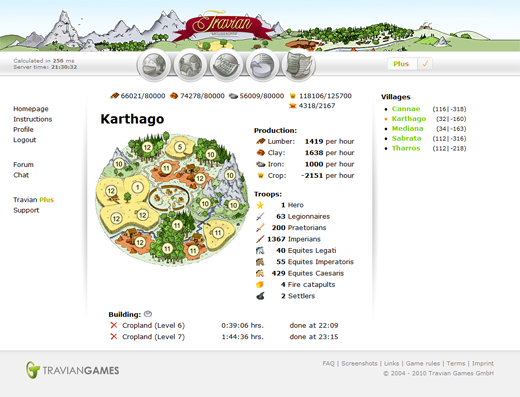 Travian
Calculated in 256 ms
Server time: 21:30:32
Plus
66021/80000 74278/80000 56009/80000 118106/125700
4318/2167
Homepage
Instructions
Profile
Logout
Forum
Chat
Travian Plus
Support
Karthago
12 5 10 12 10 10 12 1 10 12 11 12 11 12 11 11 11
Production:
Lumber: 1419 per hour
Clay: 1638 per hour
Iron: 1000 per hour
Crop: -2151 per hour
Troops:
1 Hero
63 Legionnaires
200 Praetorians
1367 Imperians
40 Equites Legati
55 Equites Imperatoris
429 Equites Caesaris
4 Fire catapults
2 Settlers
Building:
Cropland (Level 6) 0:39:06 hrs. done at 22:09
Cropland (Level 7) 1:44:36 hrs. done at 23:15
Villages
Cannae (116|-318)
Karthago (32|-160)
Mediana (34|-163)
Sabrata (112|-316)
Tharros (112|-218)
TRAVIANGAMES
FAQ | Screenshots | Links | Game rules | Terms | Imprint
© 2004 - 2010 Travian Games GmbH